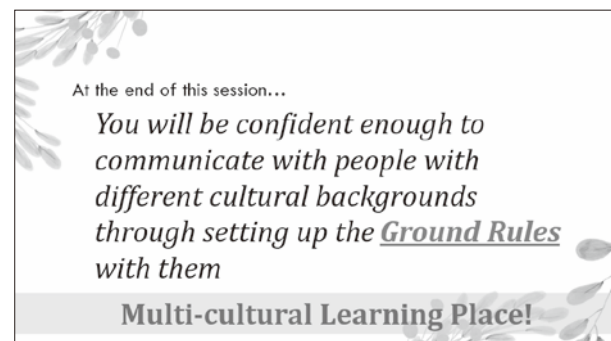 At the end of this session...
You will be confident enough to
communicate with people with
different cultural backgrounds
through setting up the Ground Rules
with them
Multi-cultural Learning Place!